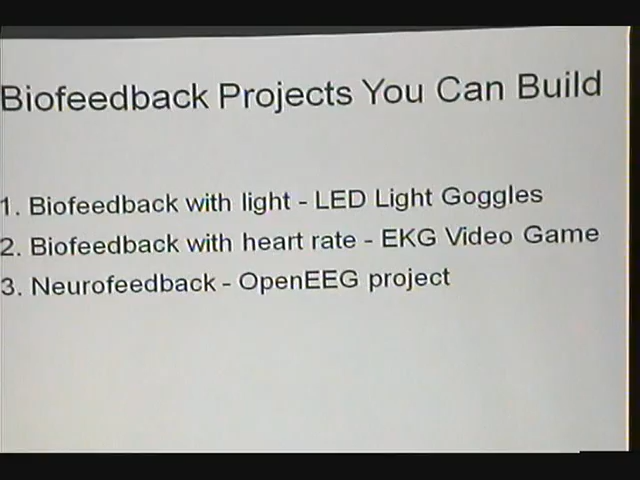 Biofeedback Projects You Can Build
1. Biofeedback with light - LED Light Goggles
2. Biofeedback with heart rate - EKG Video Game
3. Neurofeedback - OpenEEG project